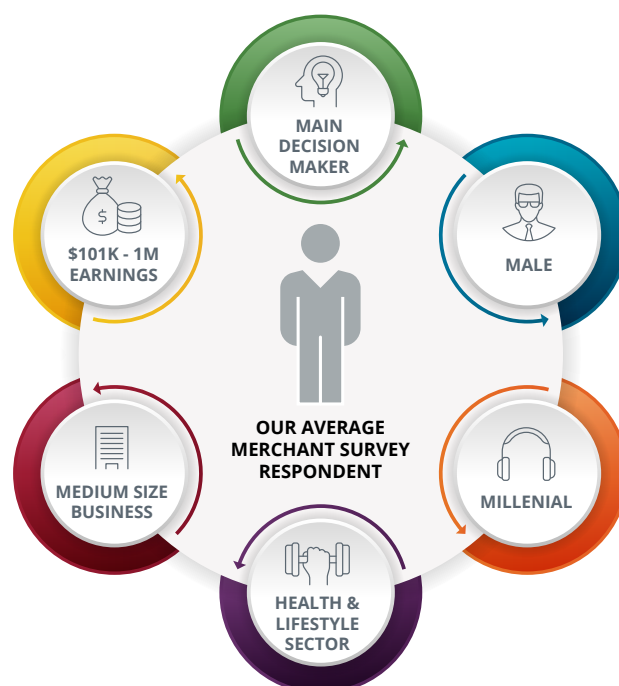 MAIN
DECISION
MAKER
$101K - 1M
EARNINGS
$
MALE
OUR AVERAGE
MERCHANT SURVEY
RESPONDENT
MEDIUM SIZE
BUSINESS
MILLENIAL
HEALTH &
LIFESTYLE
SECTOR